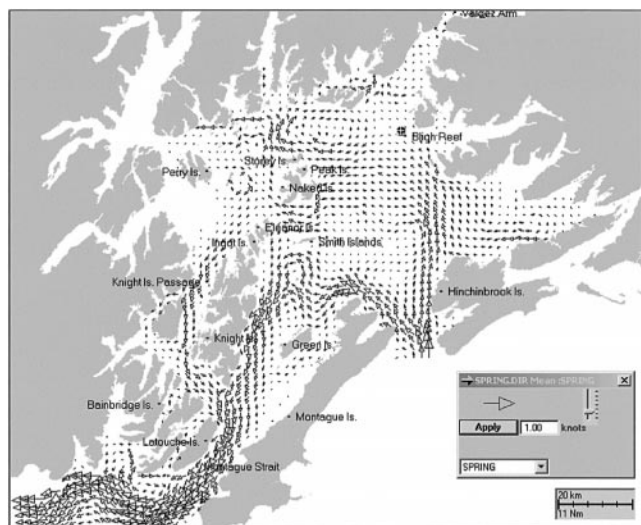 Valdez Arm
Bligh Reef
Storey Is.
Peak Is.
Perry Is.
Naked Is.
Eleanor Is.
Ingot Is.
Smith Islands
Knight Is. Passage
Hinchinbrook Is.
Knight Is.
Green Is.
SPRING.DIR Mean :SPRING
Bainbridge Is.
Montague Is.
Apply 1.00 knots
Latouche Is.
Montague Strait
SPRING
20 km
11 Nm